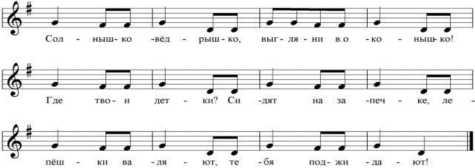 Сол - ныш - ко -вёд - рыш - ко, выг - ля - ни в о - ко - ныш - ко!
Где тво - и дет - ки? Си - дят на за -печ - ке, ле -
пёш - ки ва - ля - ют, те - бя под - жи - да - ют!